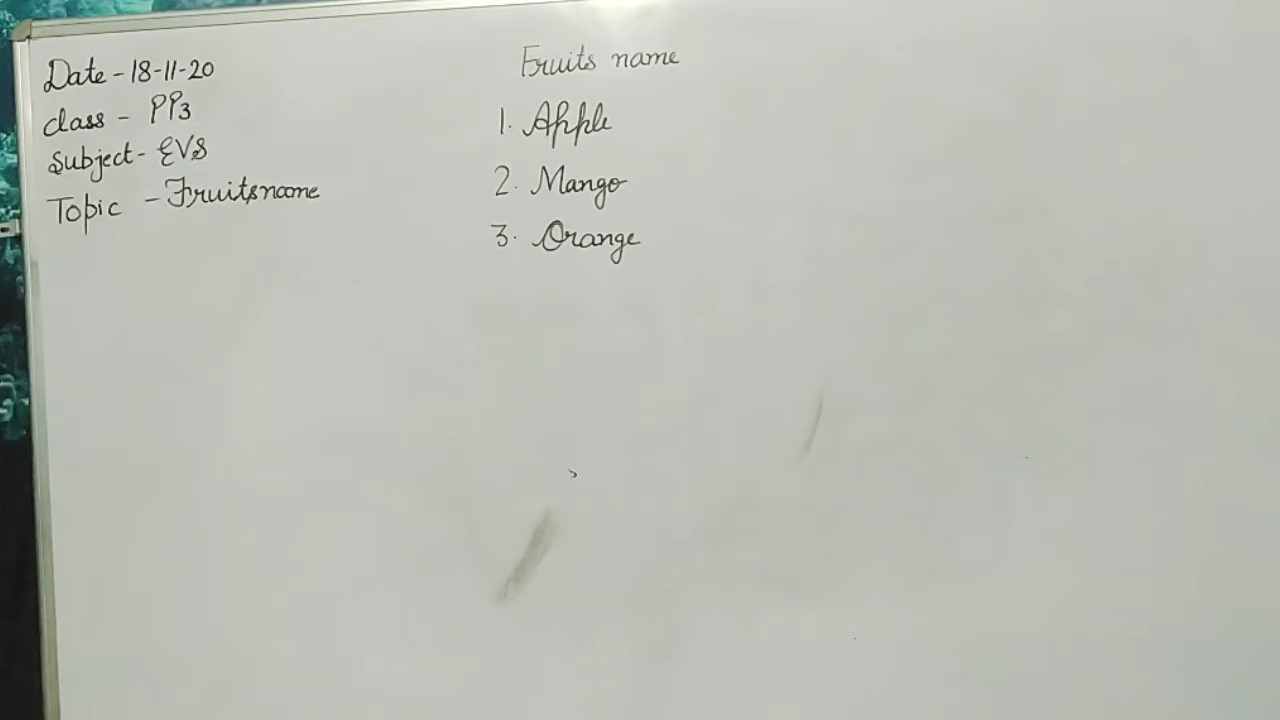 Date - 18-11-20
class - PP3
Subject - EVS
Topic - Fruitsname
Fruits name
1. Apple
2. Mango
3. Orange